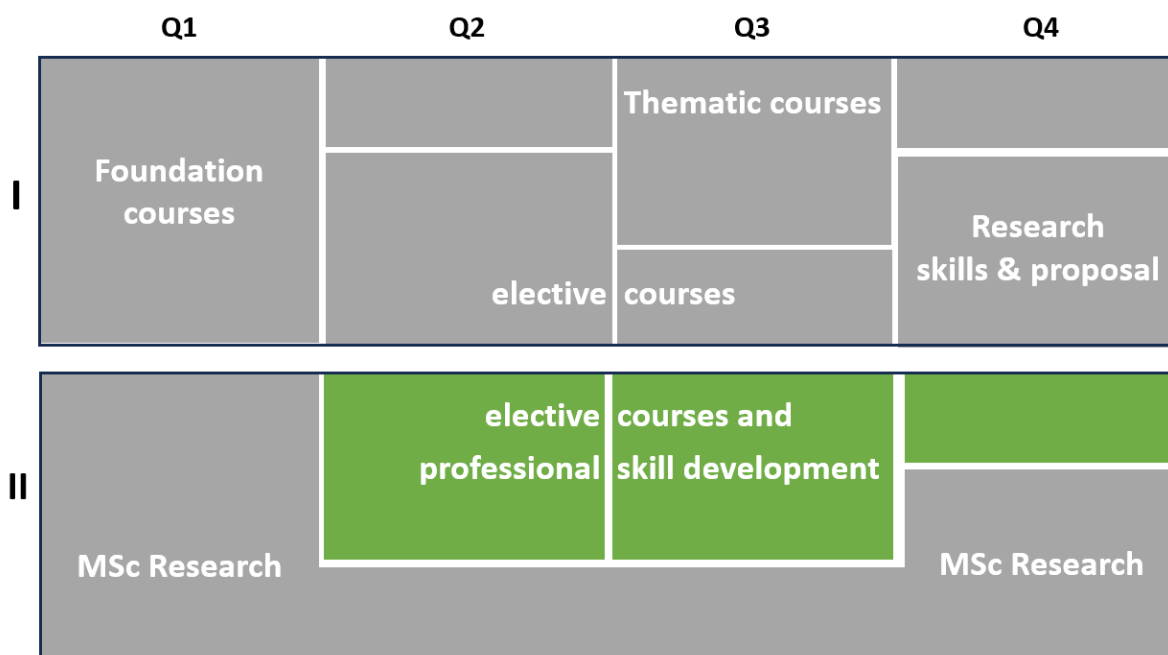 Q1 Q2 Q3 Q4
I
Foundation
courses
Thematic courses
elective courses
Research
skills & proposal
II
MSc Research
elective courses and
professional skill development
MSc Research